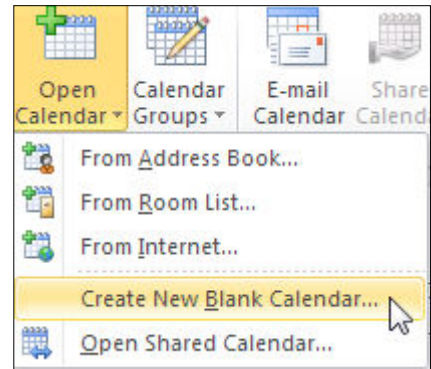 Open Calendar E-mail Share
Calendar Groups Calendar
From Address Book...
From Room List...
From Internet...
Create New Blank Calendar...
Open Shared Calendar...